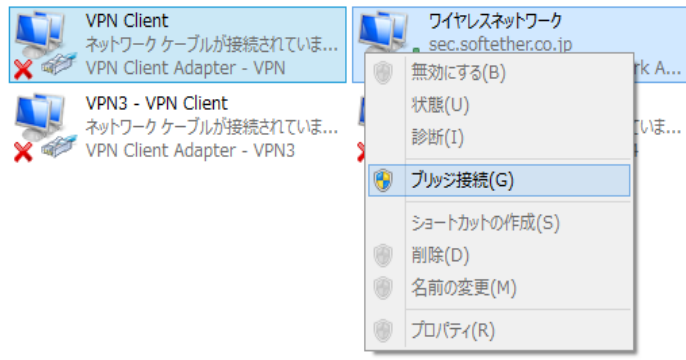 VPN Client
ネットワーク ケーブルが接続されていま...
VPN Client Adapter - VPN
ワイヤレスネットワーク
sec.softether.co.jp
rk A...
VPN3 - VPN Client
ネットワーク ケーブルが接続されていま...
VPN Client Adapter - VPN3
ていま...
無効にする(B)
状態(U)
診断(I)
ブリッジ接続(G)
ショートカットの作成(S)
削除(D)
名前の変更(M)
プロパティ(R)